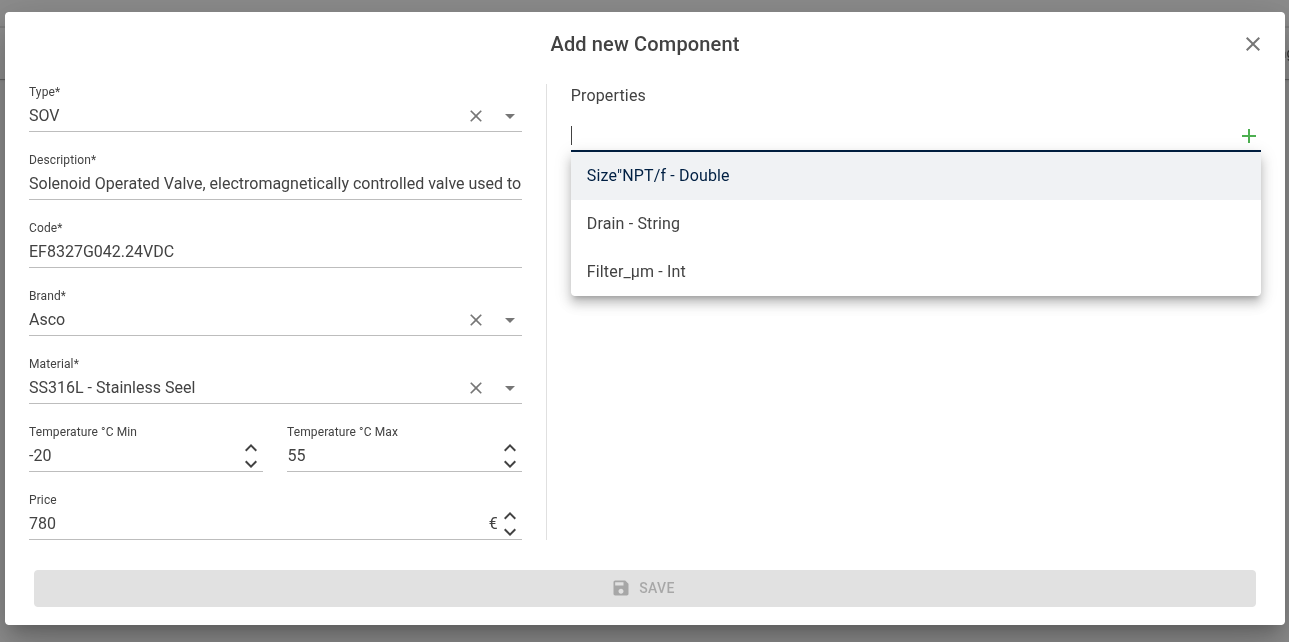 Add new Component
Type*
SOV
Description*
Solenoid Operated Valve, electromagnetically controlled valve used to
Code*
EF8327G042.24VDC
Brand*
Asco
Material*
SS316L - Stainless Seel
Temperature °C Min
-20
Temperature °C Max
55
Price
780 €
Properties
Size"NPT/f - Double
Drain - String
Filter_µm - Int
SAVE